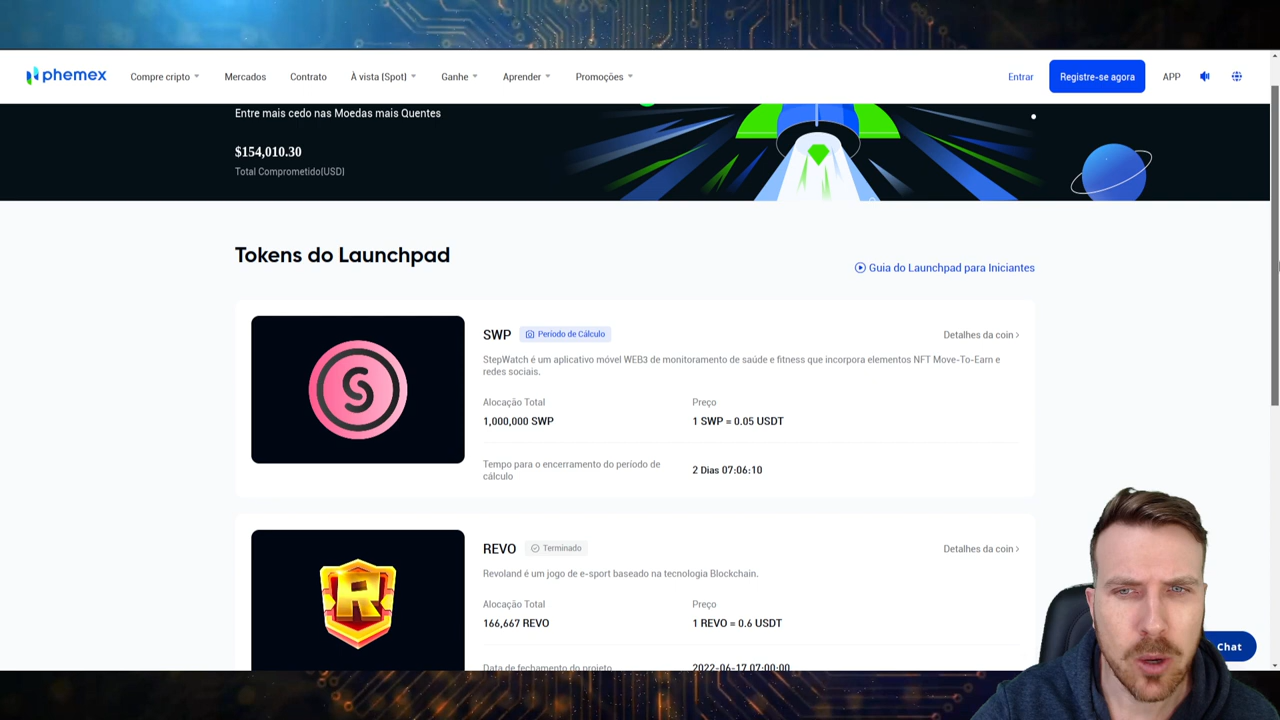 phemex
Compre cripto
Mercados
Contrato
À vista (Spot)
Ganhe
Aprender
Promoções
Entrar
Registre-se agora
APP
Entre mais cedo nas Moedas mais Quentes
$154,010.30
Total Comprometido(USD)
Tokens do Launchpad
Guia do Launchpad para Iniciantes
SWP
Período de Cálculo
Detalhes da coin >
StepWatch é um aplicativo móvel WEB3 de monitoramento de saúde e fitness que incorpora elementos NFT Move-To-Earn e
redes sociais.
Alocação Total
Preço
1,000,000 SWP
1 SWP = 0.05 USDT
Tempo para o encerramento do período de
cálculo
2 Dias 07:06:10
R
REVO
Terminado
Detalhes da coin >
Revoland é um jogo de e-sport baseado na tecnologia Blockchain.
Alocação Total
Preço
166,667 REVO
1 REVO = 0.6 USDT
Data de fechamento do projeto
2022-06-17 07:00:00
Chat